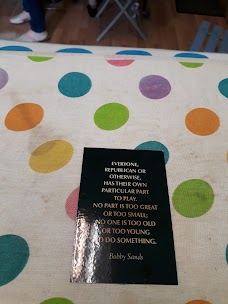 EVERYONE,
REPUBLICAN OR
OTHERWISE,
HAS THEIR OWN
PARTICULAR PART
TO PLAY.
NO PART IS TOO GREAT
OR TOO SMALL;
NO ONE IS TOO OLD
OR TOO YOUNG
TO DO SOMETHING.
Bobby Sands